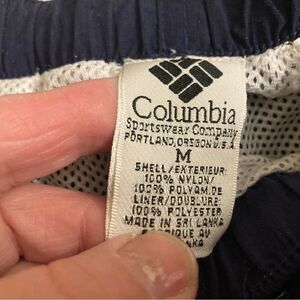 Columbia
Sportswear Company
PORTLAND, OREGON U.S.A.
M
SHELL/EXTERIEUR:
100% NYLON/
100% POLYAMIDE
LINER/DOUBLURE:
100% POLYESTER
MADE IN SRI LANKA
AU